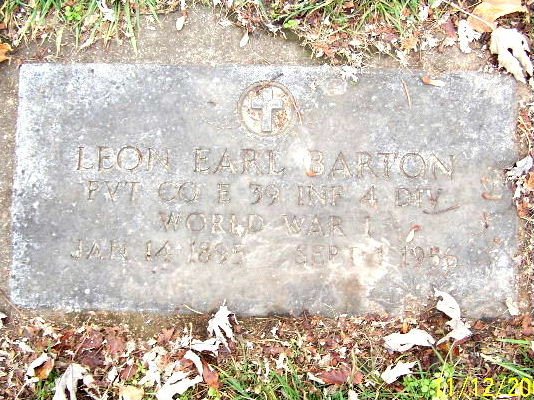 LEON EARL BARTON
PVT CO E 39 INF 4 DIV
WORLD WAR I
JAN 14 1895 SEPT 1 1956
11/12/20